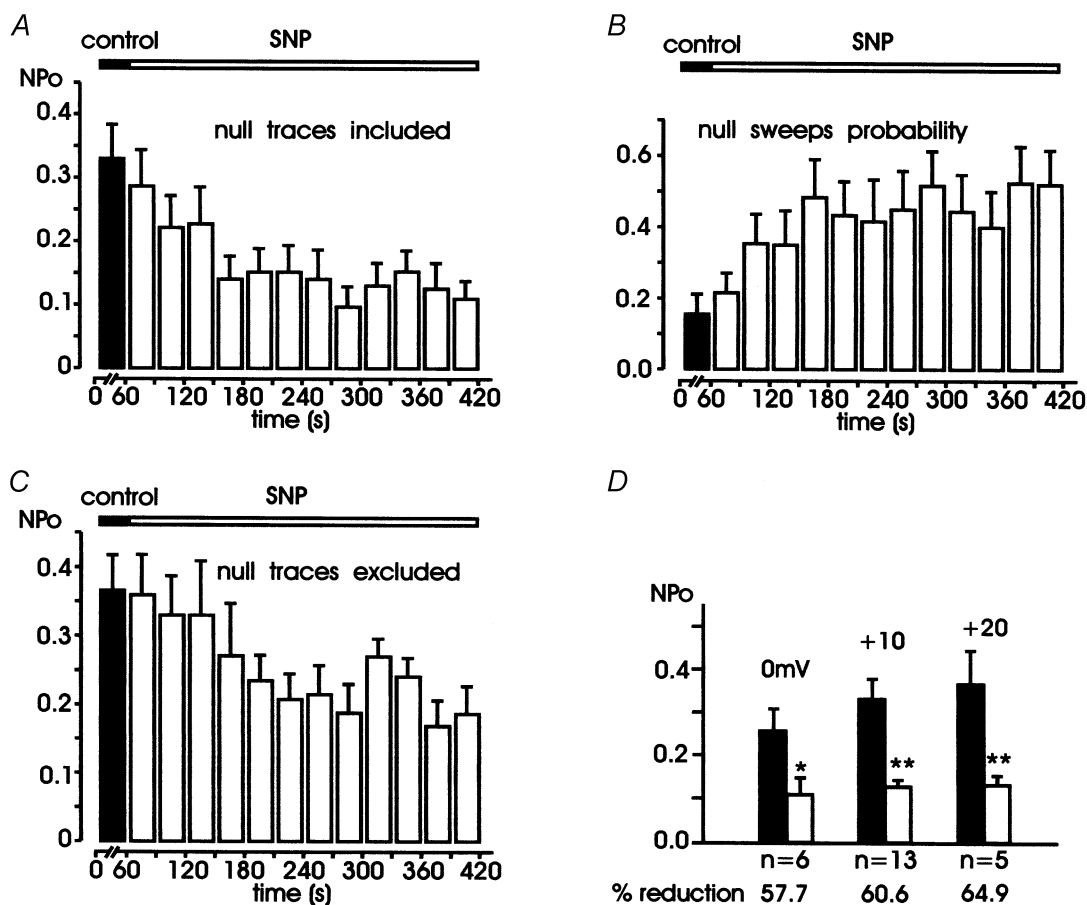 A
control SNP
NPo
null traces included
0.4
0.3
0.2
0.1
0
0 60 120 180 240 300 360 420
time (s)
B
control SNP
null sweeps probability
0.6
0.4
0.2
0.0
0 60 120 180 240 300 360 420
time (s)
C
control SNP
NPo
null traces excluded
0.4
0.3
0.2
0.1
0
0 60 120 180 240 300 360 420
time (s)
D
NPo
0mV +10 +20
0.4
0.2
0.0
* ** **
n=6 n=13 n=5
% reduction 57.7 60.6 64.9